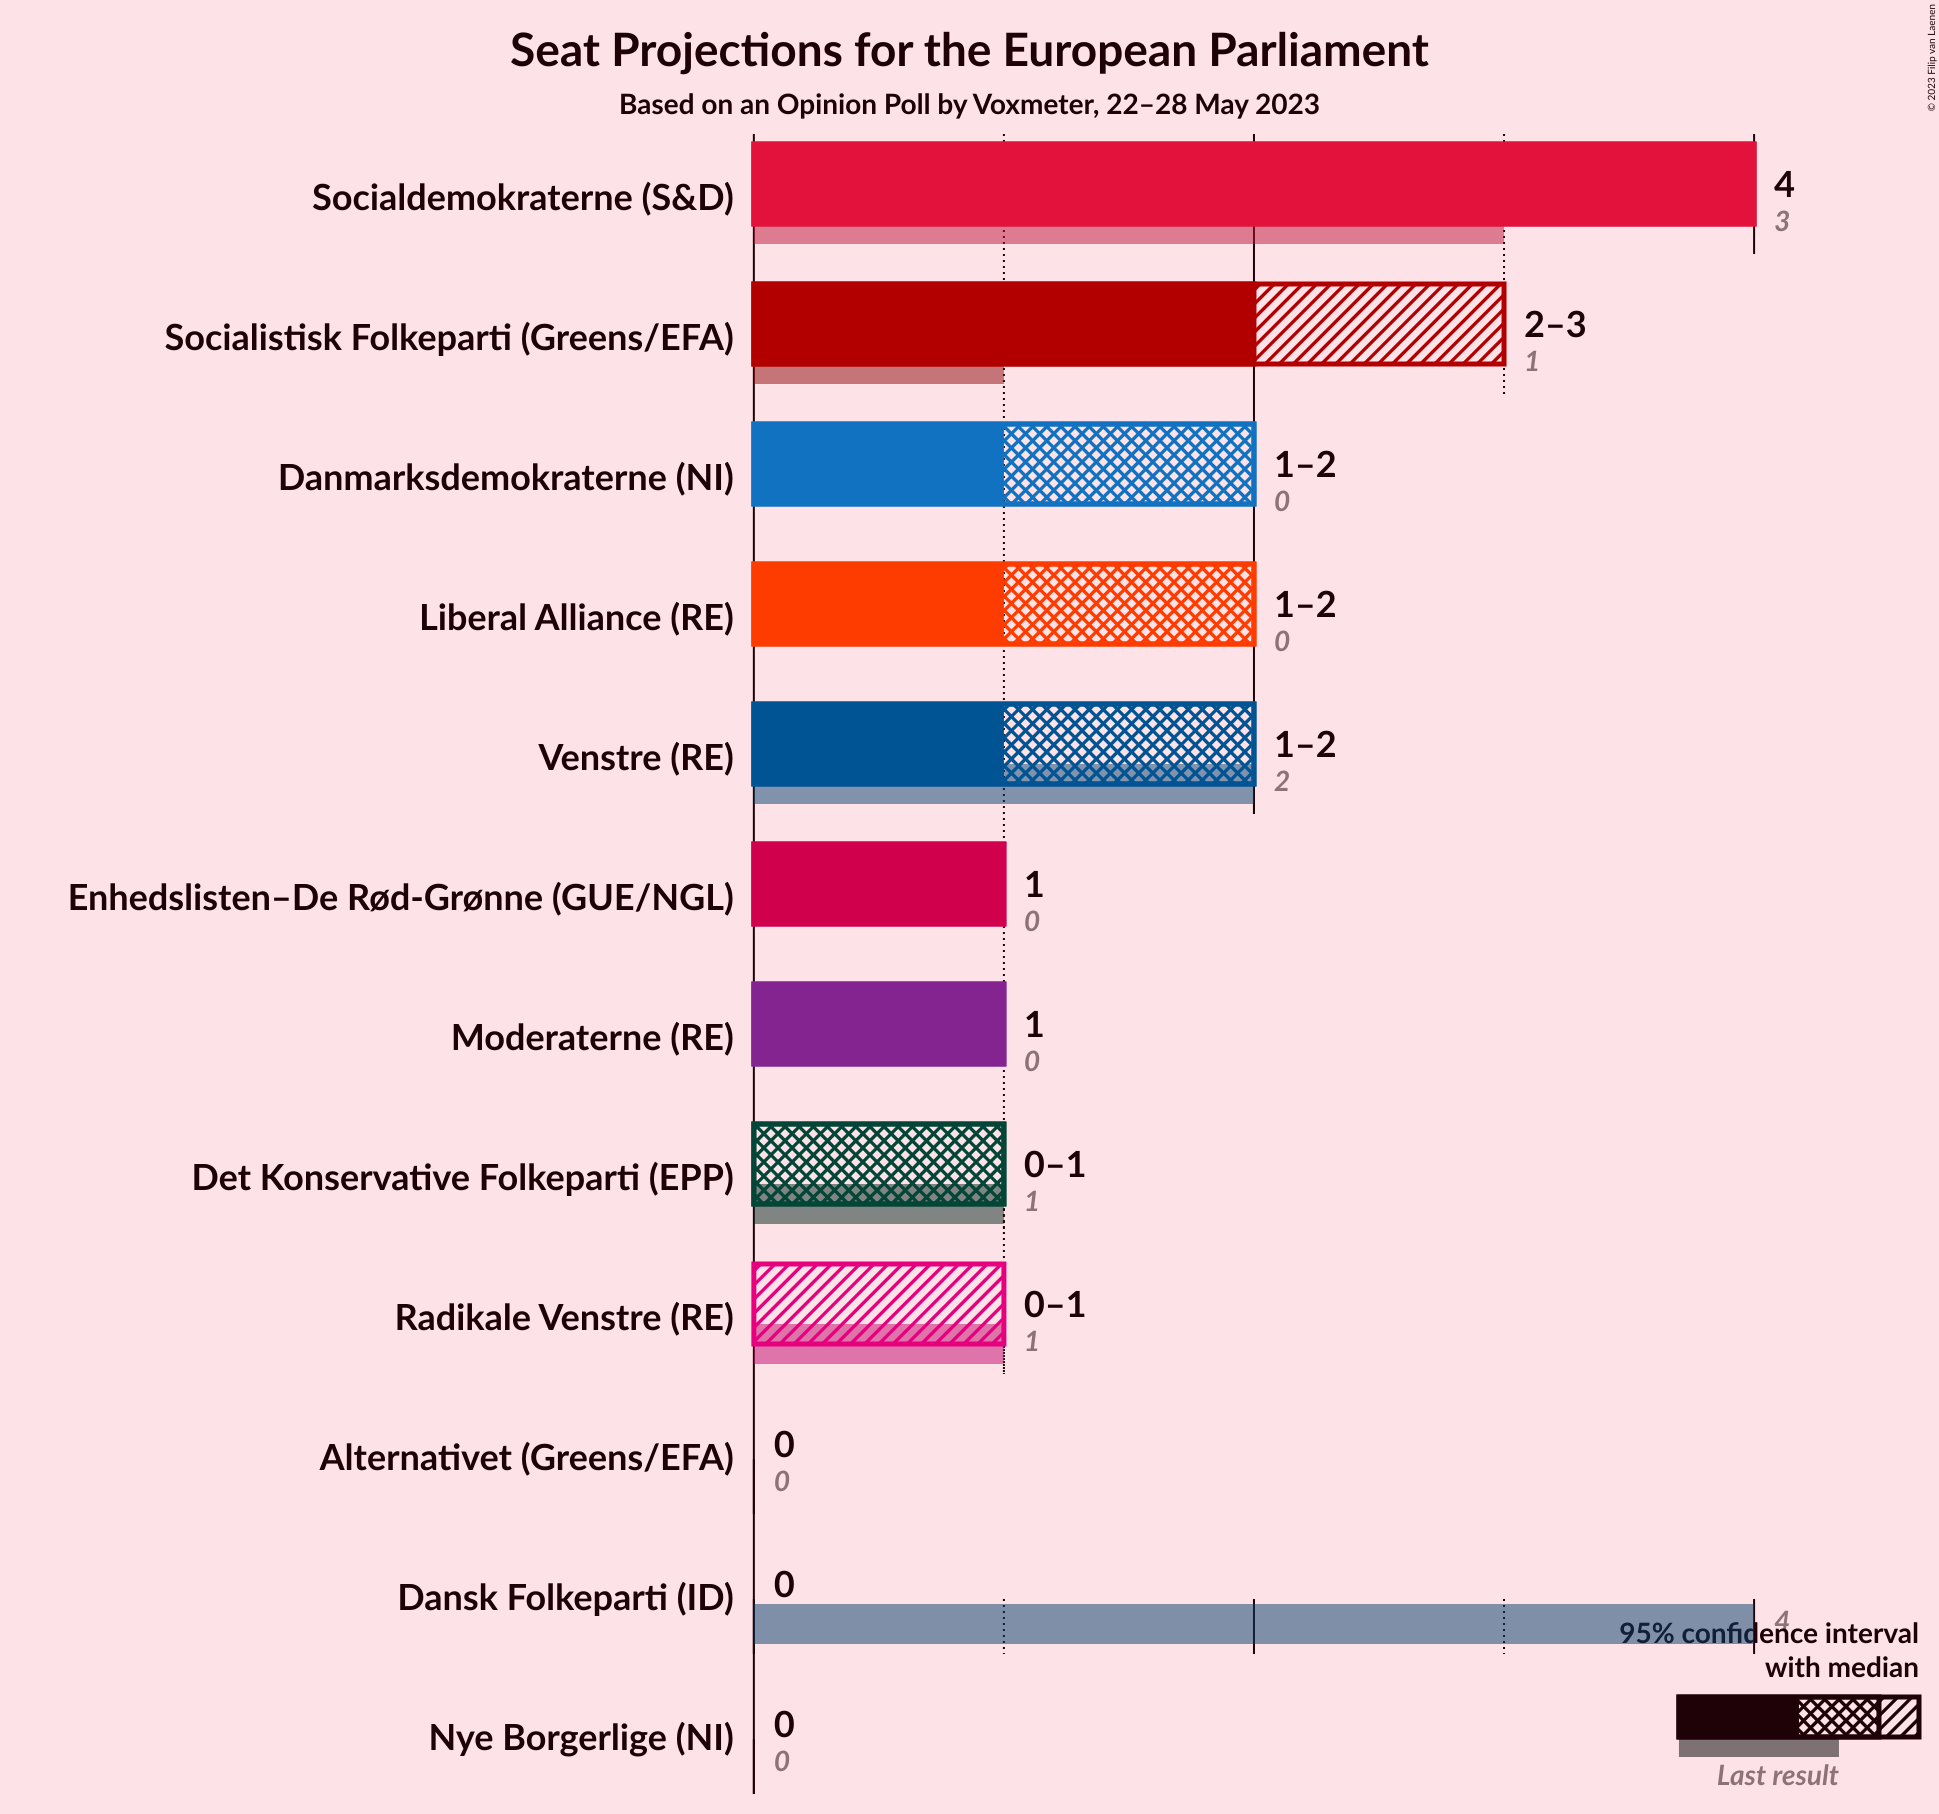 Seat Projections for the European Parliament
Based on an Opinion Poll by Voxmeter, 22–28 May 2023
© 2023 Filip van Laenen
Socialdemokraterne (S&D)
4
3
Socialistisk Folkeparti (Greens/EFA)
2–3
1
Danmarksdemokraterne (NI)
1–2
0
Liberal Alliance (RE)
1–2
0
Venstre (RE)
1–2
2
Enhedslisten–De Rød-Grønne (GUE/NGL)
1
0
Moderaterne (RE)
1
0
Det Konservative Folkeparti (EPP)
0–1
1
Radikale Venstre (RE)
0–1
1
Alternativet (Greens/EFA)
0
0
Dansk Folkeparti (ID)
0
4
Nye Borgerlige (NI)
0
0
95% confidence interval
with median
Last result